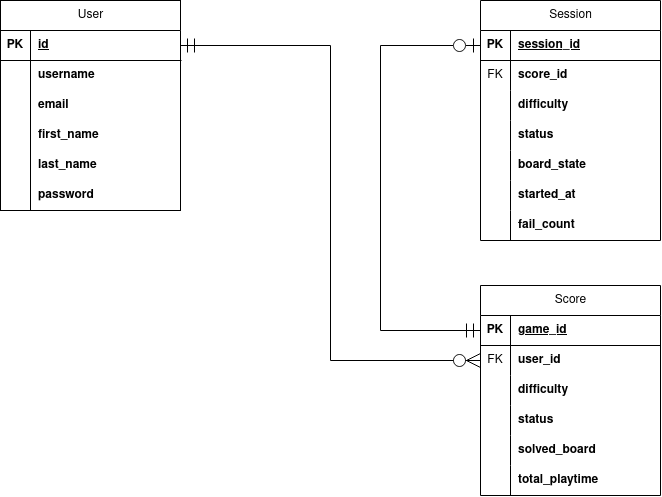 User
PK id
username
email
first_name
last_name
password
Session
PK session_id
FK score_id
difficulty
status
board_state
started_at
fail_count
Score
PK game_id
FK user_id
difficulty
status
solved_board
total_playtime